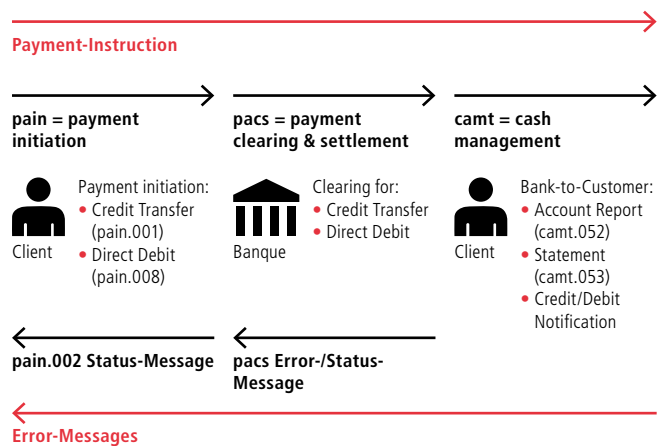 Payment-Instruction
pain = payment
initiation
pacs = payment
clearing & settlement
camt = cash
management
Client
Payment initiation:
• Credit Transfer
(pain.001)
• Direct Debit
(pain.008)
Banque
Clearing for:
• Credit Transfer
• Direct Debit
Client
Bank-to-Customer:
• Account Report
(camt.052)
• Statement
(camt.053)
• Credit/Debit
Notification
pain.002 Status-Message
pacs Error-/Status-
Message
Error-Messages